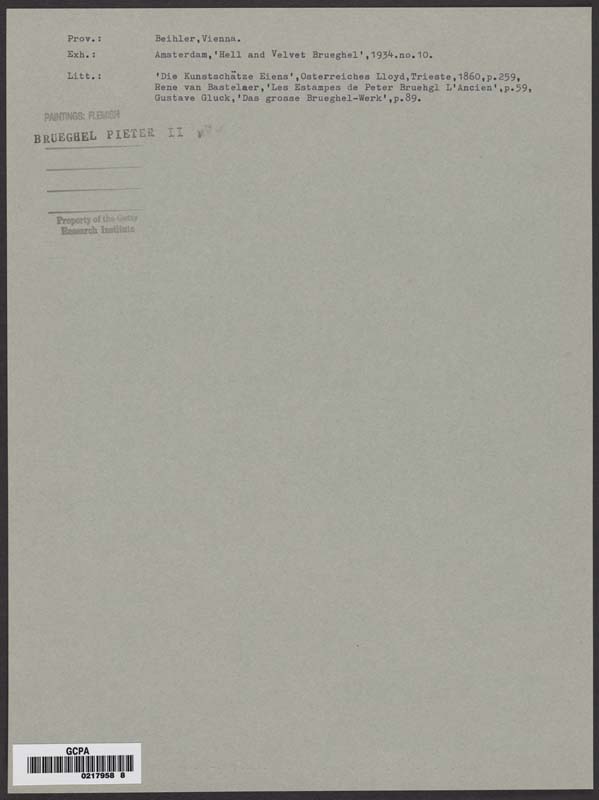 Prov.: Beihler,Vienna.
Exh.: Amsterdam,'Hell and Velvet Brueghel',1934.no.10.
Litt.: 'Die Kunstschätze Eiens',Osterreiches Lloyd,Trieste,1860,p.259,
Rene van Bastelaer,'Les Estampes de Peter Bruehgl L'Ancien',p.59,
Gustave Gluck,'Das grosse Brueghel-Werk',p.89.
PAINTINGS: FLEMISH
BRUEGHEL PIETER II
Property of the Getty
Research Institute
GCPA
0217958 8